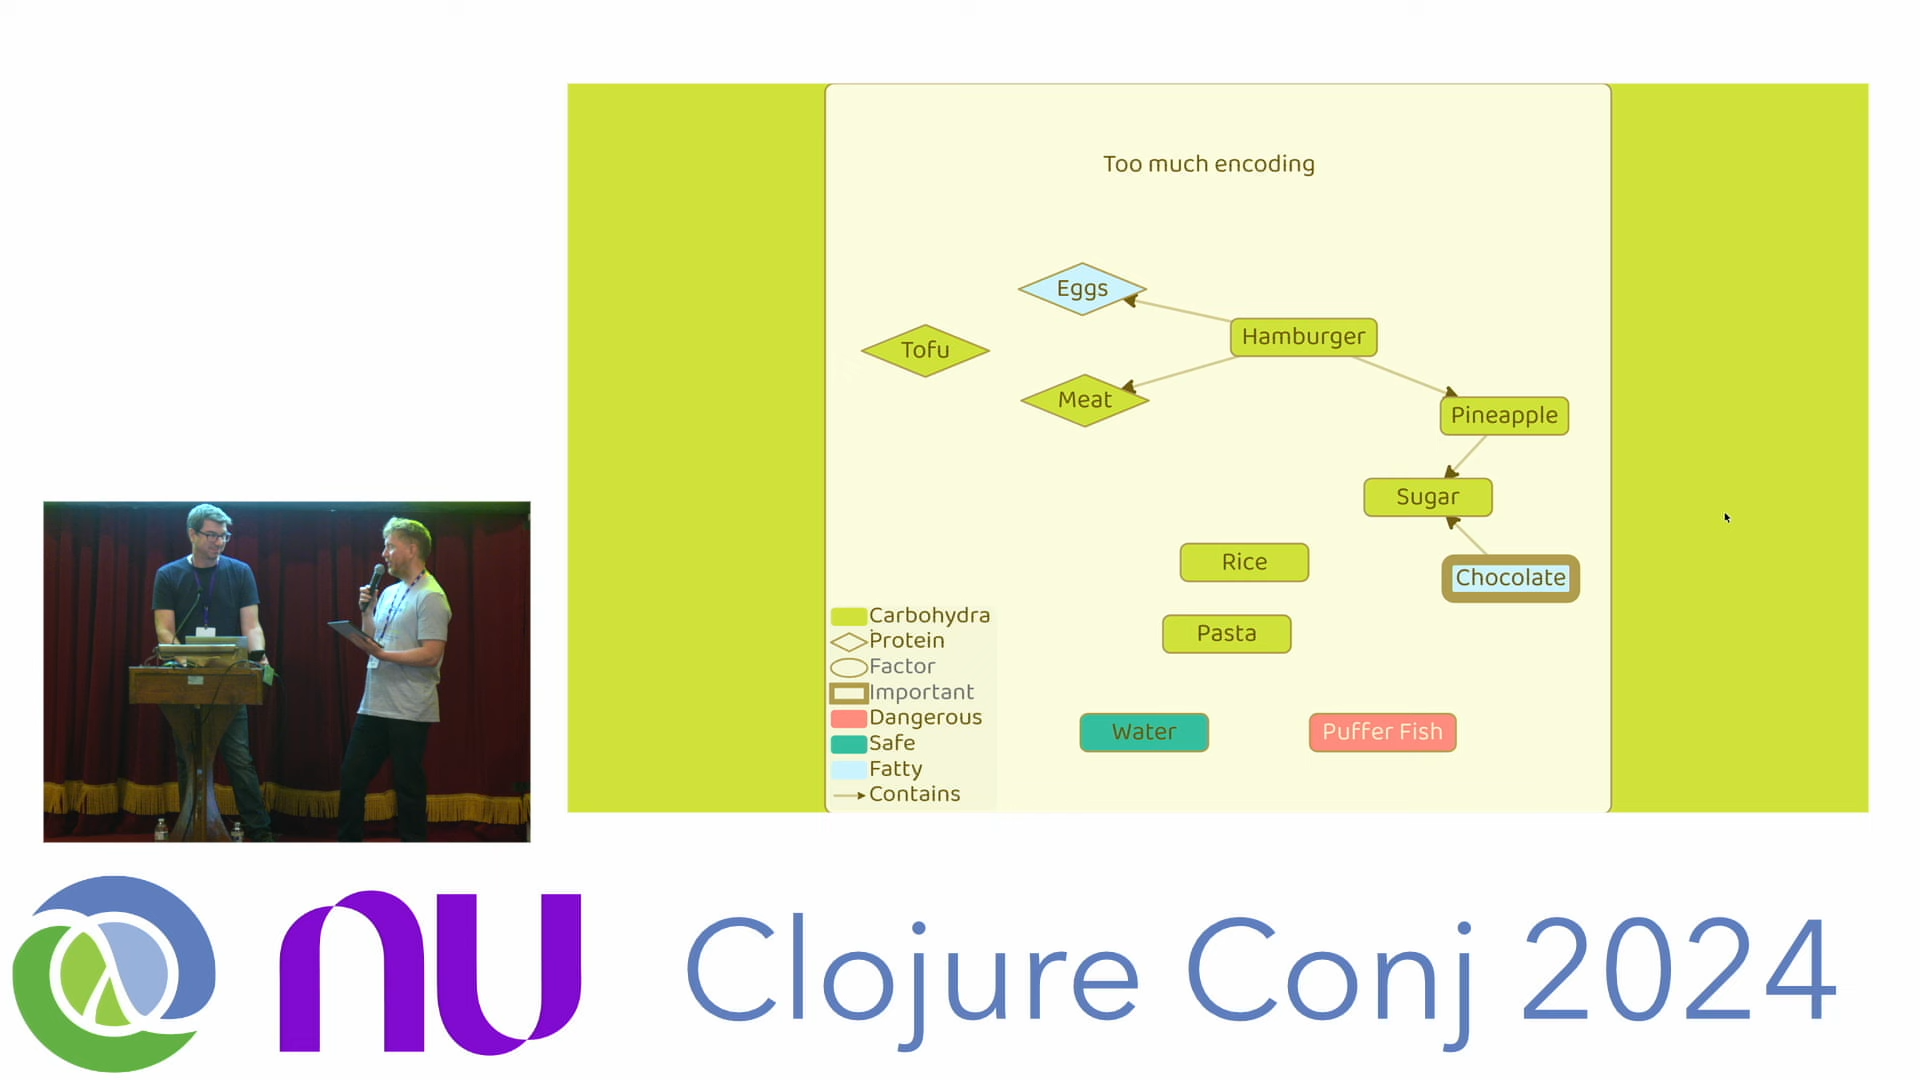 Too much encoding
Eggs
Hamburger
Tofu
Meat
Pineapple
Sugar
Rice
Chocolate
Pasta
Water
Puffer Fish
Carbohydra
Protein
Factor
Important
Dangerous
Safe
Fatty
Contains
nu
Clojure Conj 2024